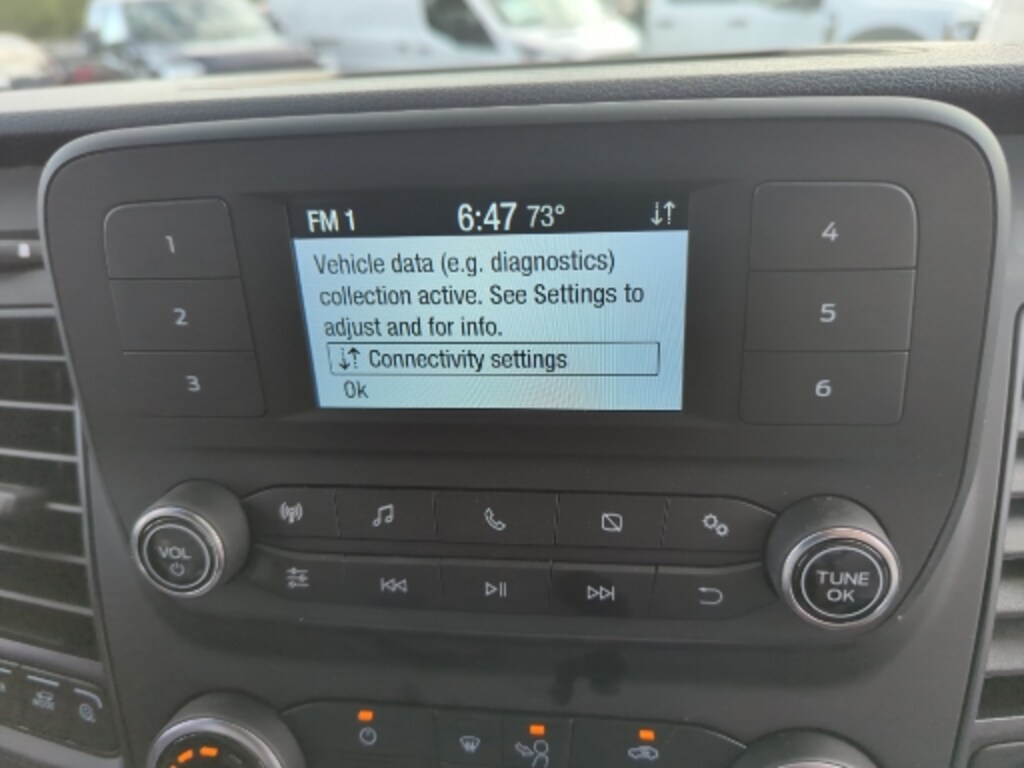 FM 1 6:47 73°
Vehicle data (e.g. diagnostics)
collection active. See Settings to
adjust and for info.
Connectivity settings
Ok
1
2
3
4
5
6
VOL
TUNE
OK